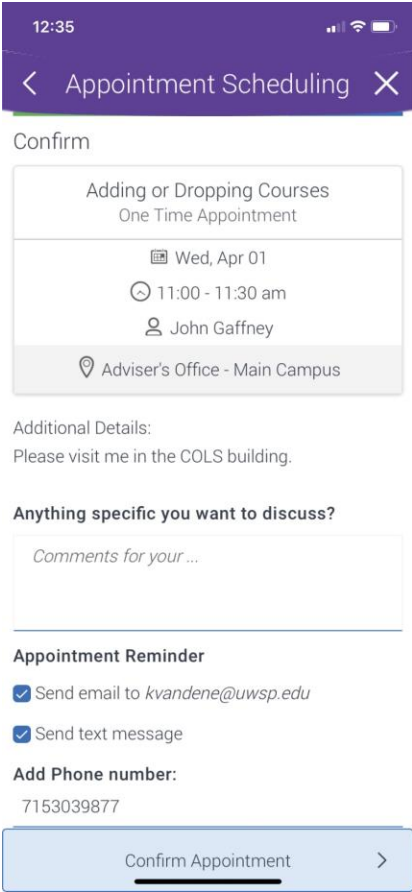 12:35
Appointment Scheduling
Confirm
Adding or Dropping Courses
One Time Appointment
Wed, Apr 01
11:00 - 11:30 am
John Gaffney
Adviser's Office - Main Campus
Additional Details:
Please visit me in the COLS building.
Anything specific you want to discuss?
Comments for your ...
Appointment Reminder
Send email to kvandene@uwsp.edu
Send text message
Add Phone number:
7153039877
Confirm Appointment